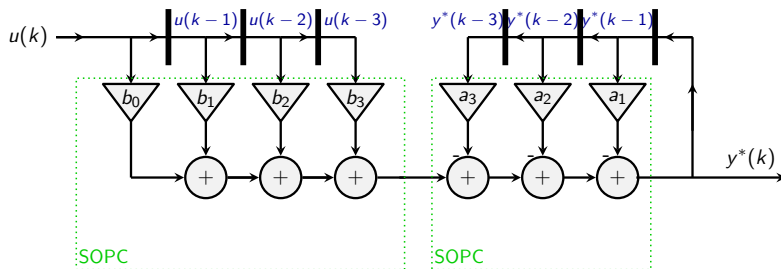 u(k) u(k−1) u(k−2) u(k−3) y*(k−3) y*(k−2) y*(k−1)
b₀ b₁ b₂ b₃ a₃ a₂ a₁
- - -
+ + + + + + y*(k)
SOPC SOPC